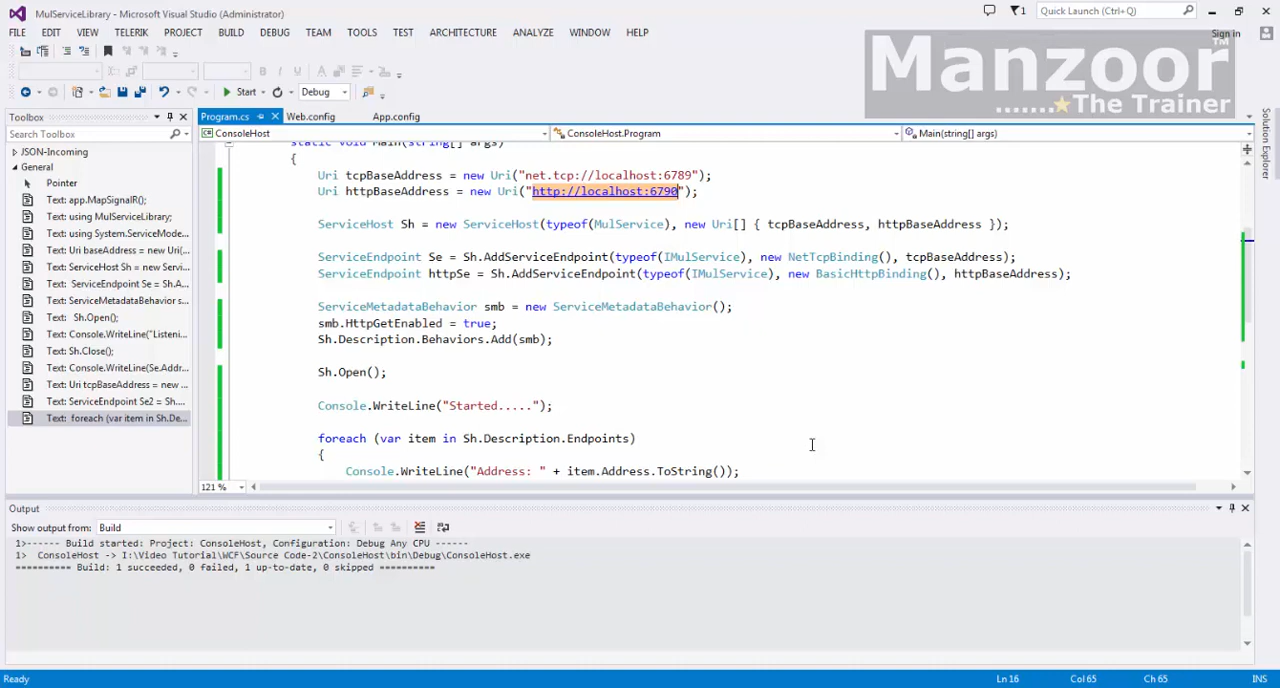 MulServiceLibrary - Microsoft Visual Studio (Administrator)
1
Quick Launch (Ctrl+Q)
FILE EDIT VIEW TELERIK PROJECT BUILD DEBUG TEAM TOOLS TEST ARCHITECTURE ANALYZE WINDOW HELP
Sign in
Manzoor™
.......The Trainer
Start
Debug
Toolbox
Program.cs
Web.config
App.config
Search Toolbox
ConsoleHost
ConsoleHost.Program
Main(string[] args)
Solution Explorer
JSON-Incoming
General
Pointer
Text: app.MapSignalR();
Text: using MulServiceLibrary;
Text: using System.ServiceMode...
Text: Uri baseAddress = new Uri(...
Text: ServiceHost Sh = new Servi...
Text: ServiceEndpoint Se = Sh.A...
Text: ServiceMetadataBehavior s...
Text: Sh.Open();
Text: Console.WriteLine("Listeni...
Text: Sh.Close();
Text: Console.WriteLine(Se.Addr...
Text: Uri tcpBaseAddress = new ...
Text: ServiceEndpoint Se2 = Sh....
Text: foreach (var item in Sh.De...
static void Main(string[] args)
{
Uri tcpBaseAddress = new Uri("net.tcp://localhost:6789");
Uri httpBaseAddress = new Uri("http://localhost:6790");
ServiceHost Sh = new ServiceHost(typeof(MulService), new Uri[] { tcpBaseAddress, httpBaseAddress });
ServiceEndpoint Se = Sh.AddServiceEndpoint(typeof(IMulService), new NetTcpBinding(), tcpBaseAddress);
ServiceEndpoint httpSe = Sh.AddServiceEndpoint(typeof(IMulService), new BasicHttpBinding(), httpBaseAddress);
ServiceMetadataBehavior smb = new ServiceMetadataBehavior();
smb.HttpGetEnabled = true;
Sh.Description.Behaviors.Add(smb);
Sh.Open();
Console.WriteLine("Started.....");
foreach (var item in Sh.Description.Endpoints)
{
Console.WriteLine("Address: " + item.Address.ToString());
121 %
Output
Show output from: Build
1>------ Build started: Project: ConsoleHost, Configuration: Debug Any CPU ------
1> ConsoleHost -> I:\Video Tutorial\WCF\Source Code-2\ConsoleHost\bin\Debug\ConsoleHost.exe
========== Build: 1 succeeded, 0 failed, 1 up-to-date, 0 skipped ==========
Ready
Ln 16
Col 65
Ch 65
INS